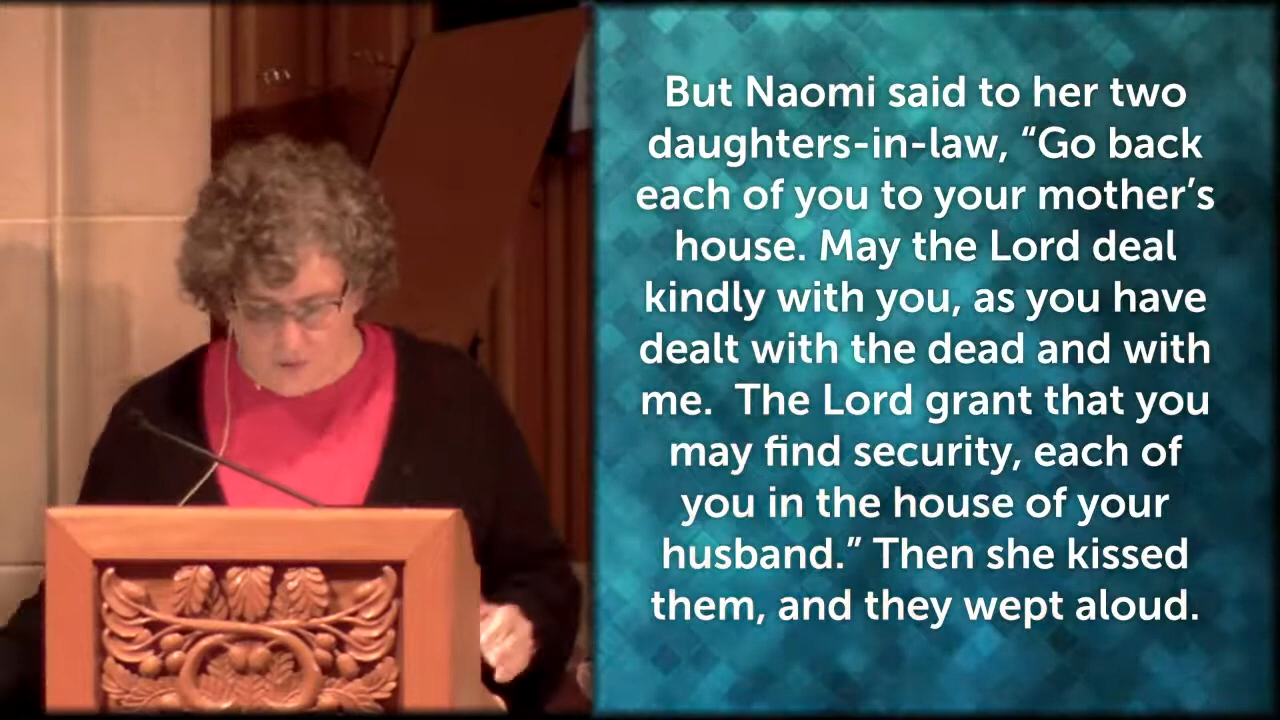 But Naomi said to her two
daughters-in-law, “Go back
each of you to your mother’s
house. May the Lord deal
kindly with you, as you have
dealt with the dead and with
me.  The Lord grant that you
may find security, each of
you in the house of your
husband.” Then she kissed
them, and they wept aloud.